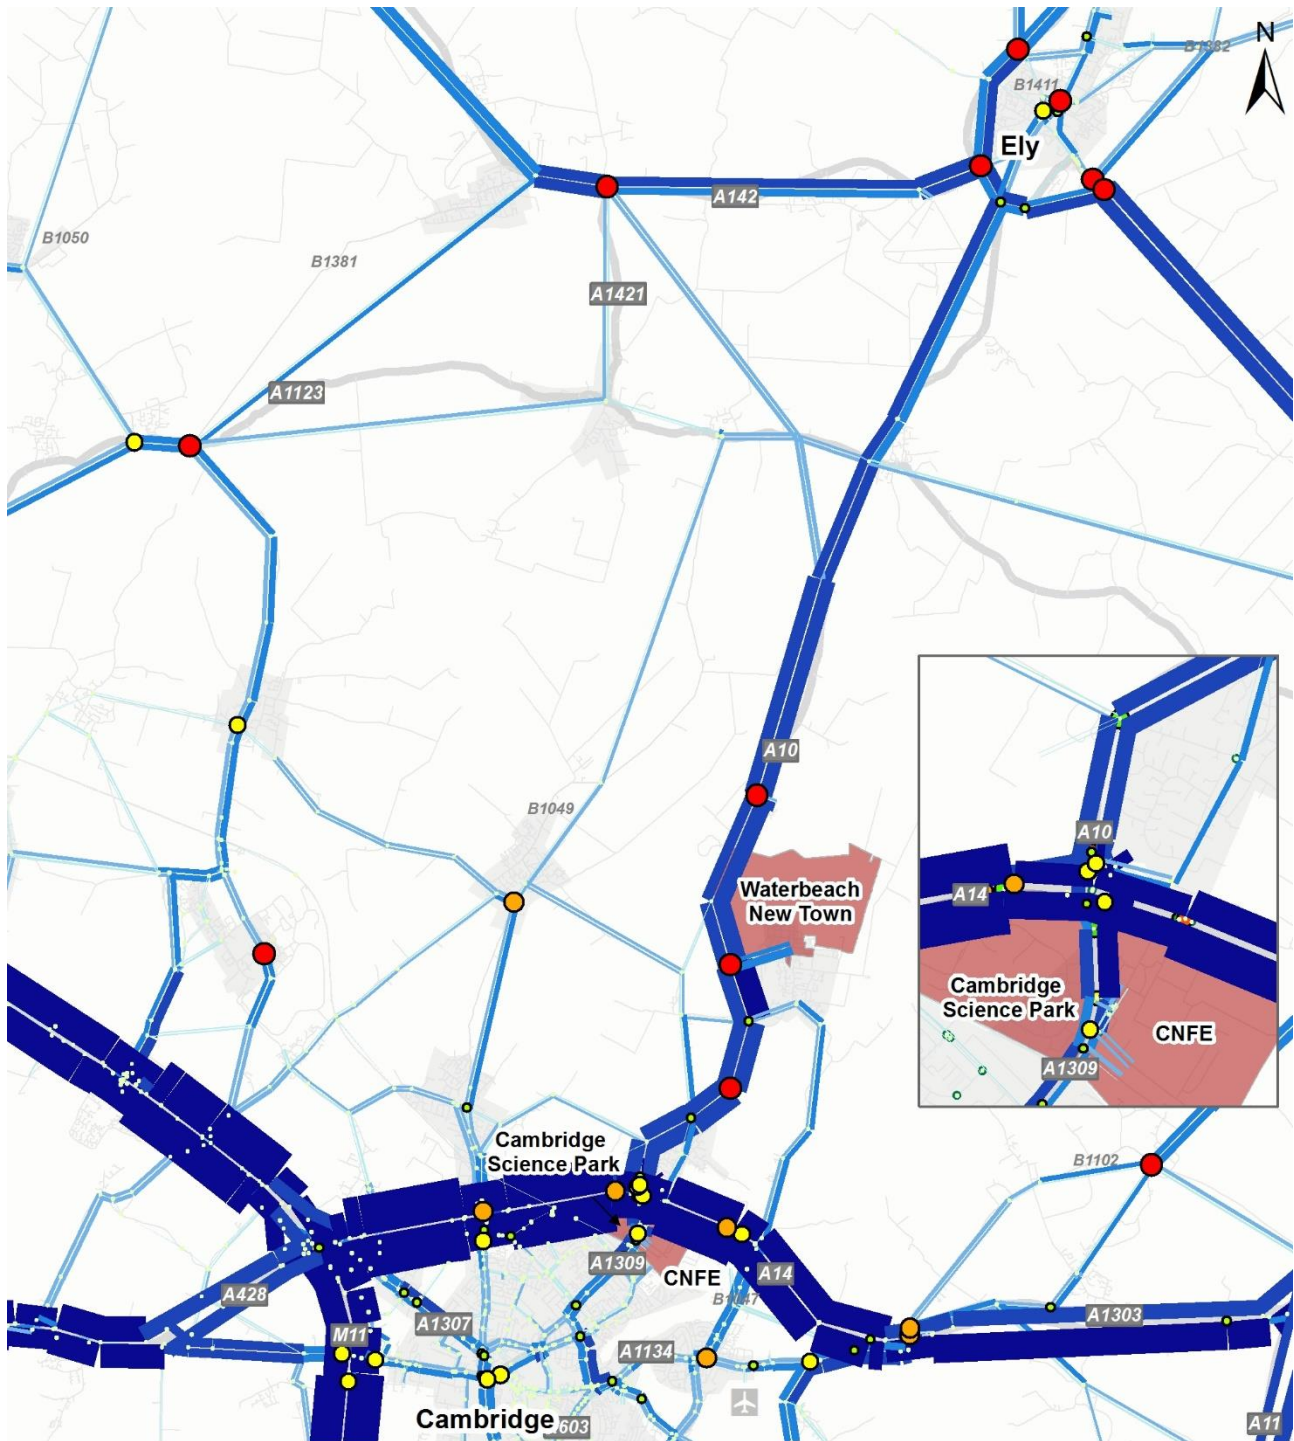 N
B1382
B1411
Ely
A142
B1050
B1381
A1421
A1123
A10
B1049
Waterbeach
New Town
A10
A14
Cambridge
Science Park
CNFE
A1309
B1102
Cambridge
Science Park
A1309
CNFE
A14
A428
B1047
A1303
M11
A1307
A1134
Cambridge
A11